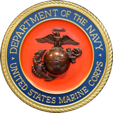 DEPARTMENT OF THE NAVY
UNITED STATES MARINE CORPS